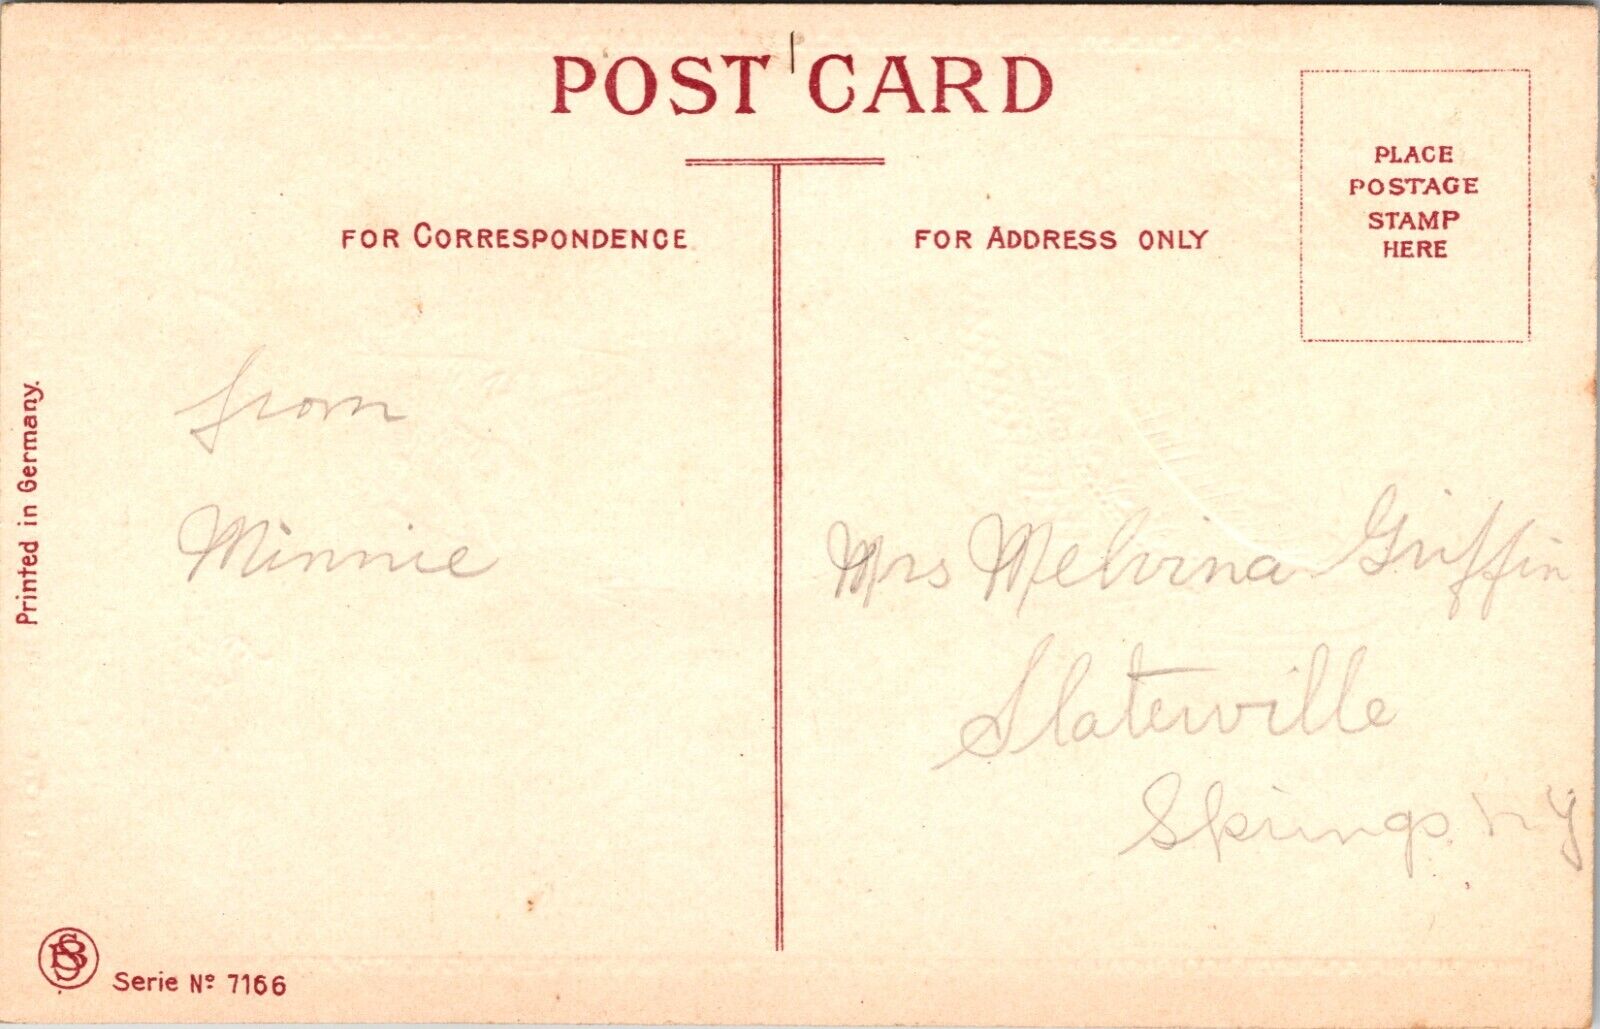 POST CARD
PLACE
POSTAGE
STAMP
HERE
FOR CORRESPONDENCE
FOR ADDRESS ONLY
from
Minnie
Mrs Melvina Griffin
Slaterville
Springs N Y
Printed in Germany.
Serie Nº 7166